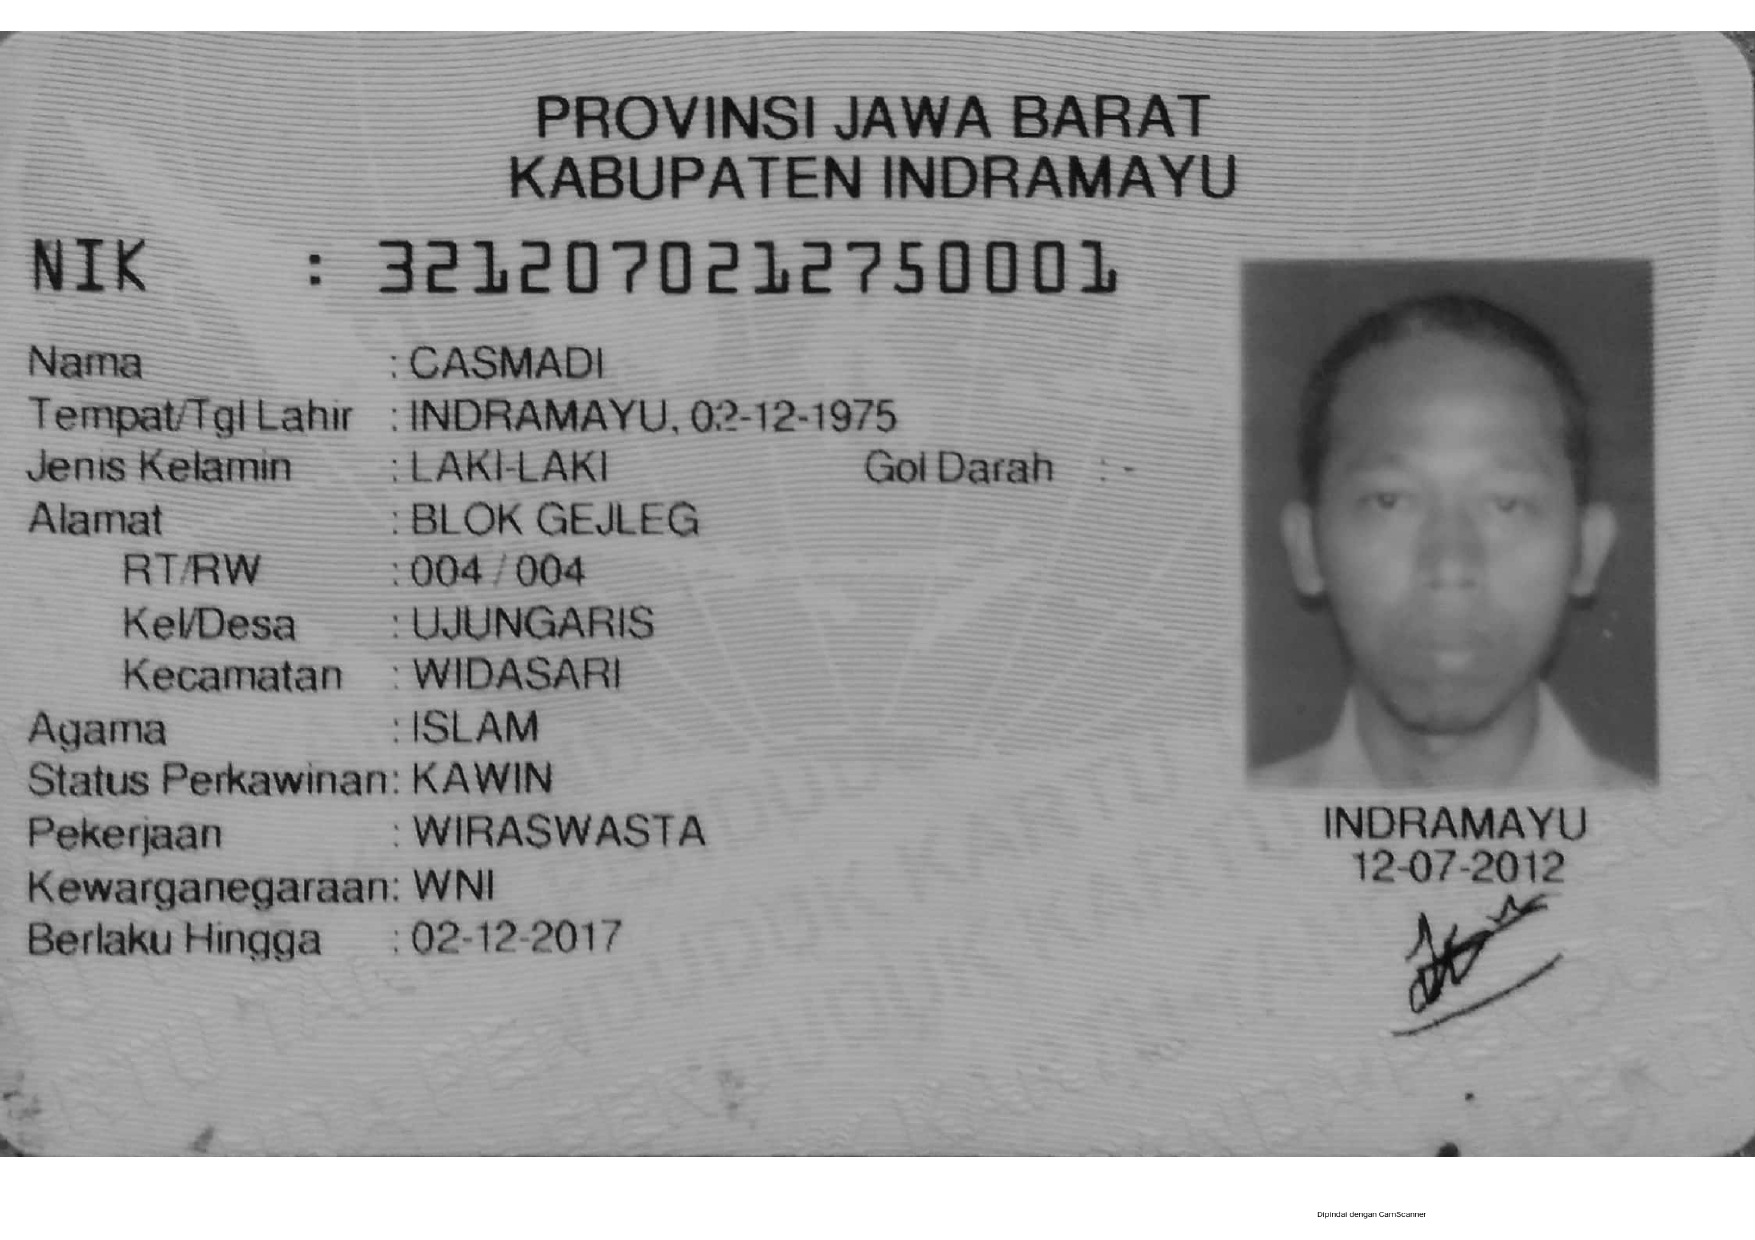 PROVINSI JAWA BARAT
KABUPATEN INDRAMAYU
NIK : 3212070212750001
Nama : CASMADI
Tempat/Tgl Lahir : INDRAMAYU, 02-12-1975
Jenis Kelamin : LAKI-LAKI Gol Darah : -
Alamat : BLOK GEJLEG
RT/RW : 004 / 004
Kel/Desa : UJUNGARIS
Kecamatan : WIDASARI
Agama : ISLAM
Status Perkawinan: KAWIN
Pekerjaan : WIRASWASTA
Kewarganegaraan: WNI
Berlaku Hingga : 02-12-2017
INDRAMAYU
12-07-2012
Dipindai dengan CamScanner